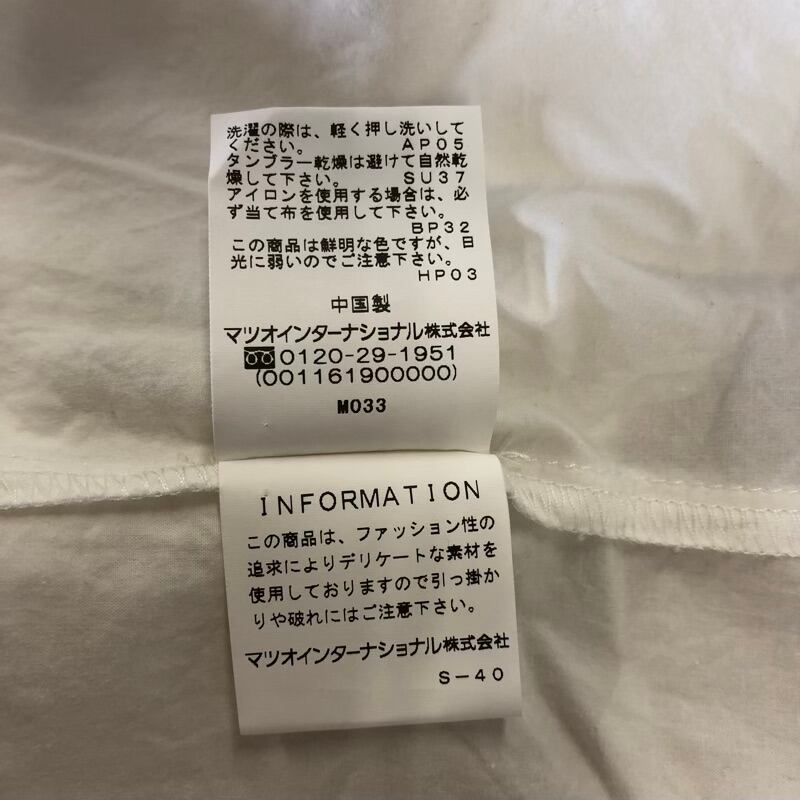 洗濯の際は、軽く押し洗いして
ください。 AP05
タンブラー乾燥は避けて自然乾
燥して下さい。 SU37
アイロンを使用する場合は、必
ず当て布を使用して下さい。
BP32
この商品は鮮明な色ですが、日
光に弱いのでご注意下さい。
HP03
中国製
マツオインターナショナル株式会社
0120-29-1951
(001161900000)
M033
INFORMATION
この商品は、ファッション性の
追求によりデリケートな素材を
使用しておりますので引っ掛か
りや破れにはご注意下さい。
マツオインターナショナル株式会社
S-40